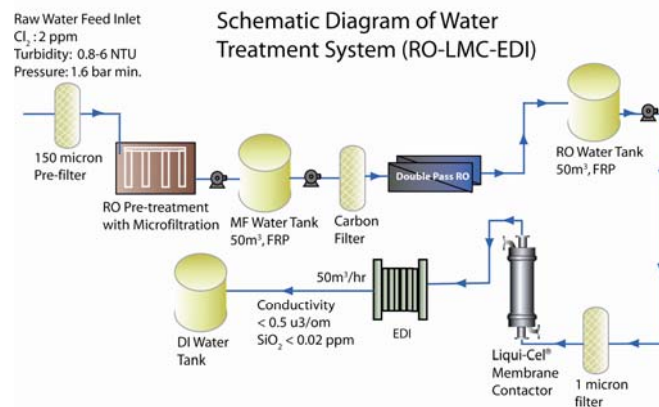 Schematic Diagram of Water
Treatment System (RO-LMC-EDI)
Raw Water Feed Inlet
Cl₂ : 2 ppm
Turbidity: 0.8-6 NTU
Pressure: 1.6 bar min.
150 micron
Pre-filter
RO Pre-treatment
with Microfiltration
MF Water Tank
50m³, FRP
Carbon
Filter
Double Pass RO
RO Water Tank
50m³, FRP
1 micron
filter
Liqui-Cel®
Membrane
Contactor
EDI
50m³/hr
Conductivity
< 0.5 u3/om
SiO₂ < 0.02 ppm
DI Water
Tank